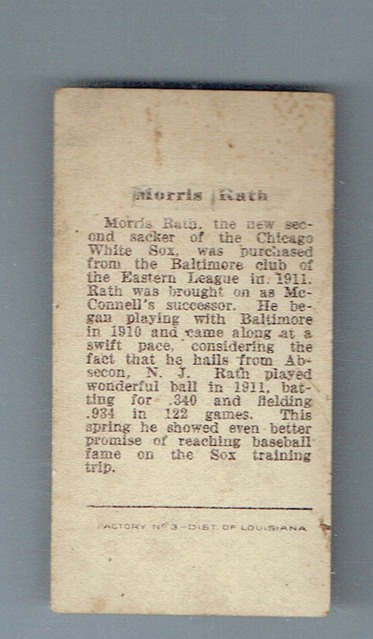 Morris Rath
Morris Rath, the new sec-
ond sacker of the Chicago
White Sox, was purchased
from the Baltimore club of
the Eastern League in 1911.
Rath was brought on as Mc-
Connell's successor. He be-
gan playing with Baltimore
in 1910 and came along at a
swift pace, considering the
fact that he hails from Ab-
secon, N. J. Rath played
wonderful ball in 1911, bat-
ting for .340 and fielding
.934 in 122 games. This
spring he showed even better
promise of reaching baseball
fame on the Sox training
trip.
FACTORY Nº 3-DIST. OF LOUISIANA